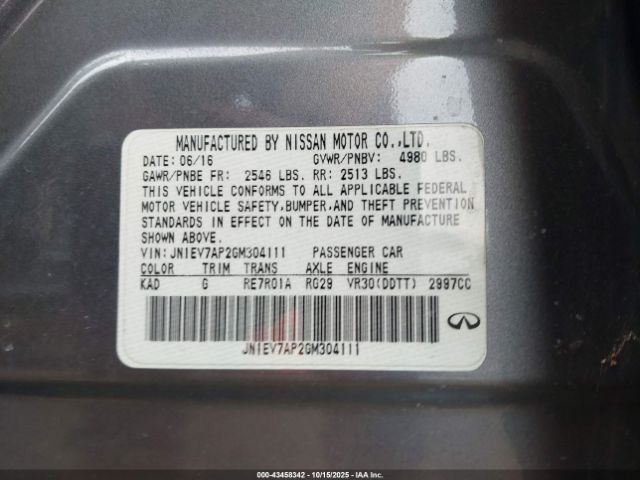 MANUFACTURED BY NISSAN MOTOR CO.,LTD.
DATE: 06/16 GVWR/PNBV: 4980 LBS.
GAWR/PNBE FR: 2546 LBS. RR: 2513 LBS.
THIS VEHICLE CONFORMS TO ALL APPLICABLE FEDERAL
MOTOR VEHICLE SAFETY, BUMPER, AND THEFT PREVENTION
STANDARDS IN EFFECT ON THE DATE OF MANUFACTURE
SHOWN ABOVE.
VIN: JN1EV7AP2GM304111 PASSENGER CAR
COLOR TRIM TRANS AXLE ENGINE
KAD G RE7R01A RG29 VR30(DDTT) 2997CC
JN1EV7AP2GM304111
000-43458342 - 10/15/2025 - Copyright © 2025 IAA, Inc.